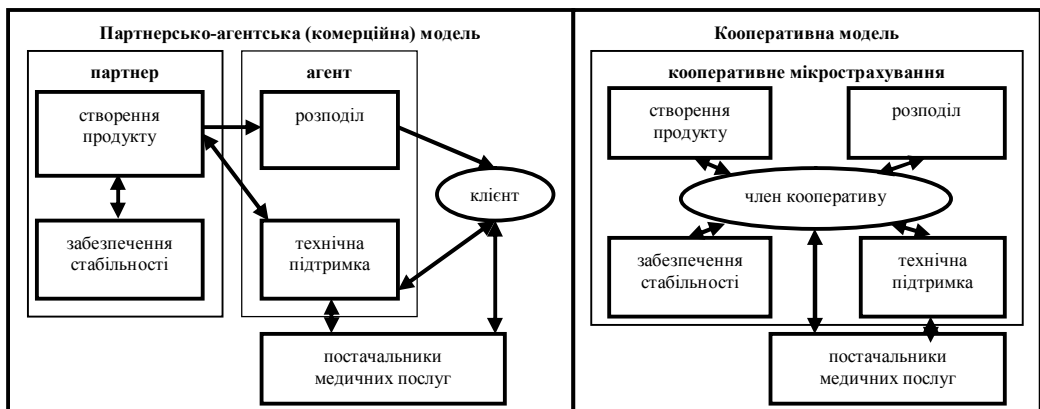 Партнерсько-агентська (комерційна) модель
партнер
агент
створення
продукту
розподіл
клієнт
забезпечення
стабільності
технічна
підтримка
постачальники
медичних послуг
Кооперативна модель
кооперативне мікрострахування
створення
продукту
розподіл
член кооперативу
забезпечення
стабільності
технічна
підтримка
постачальники
медичних послуг